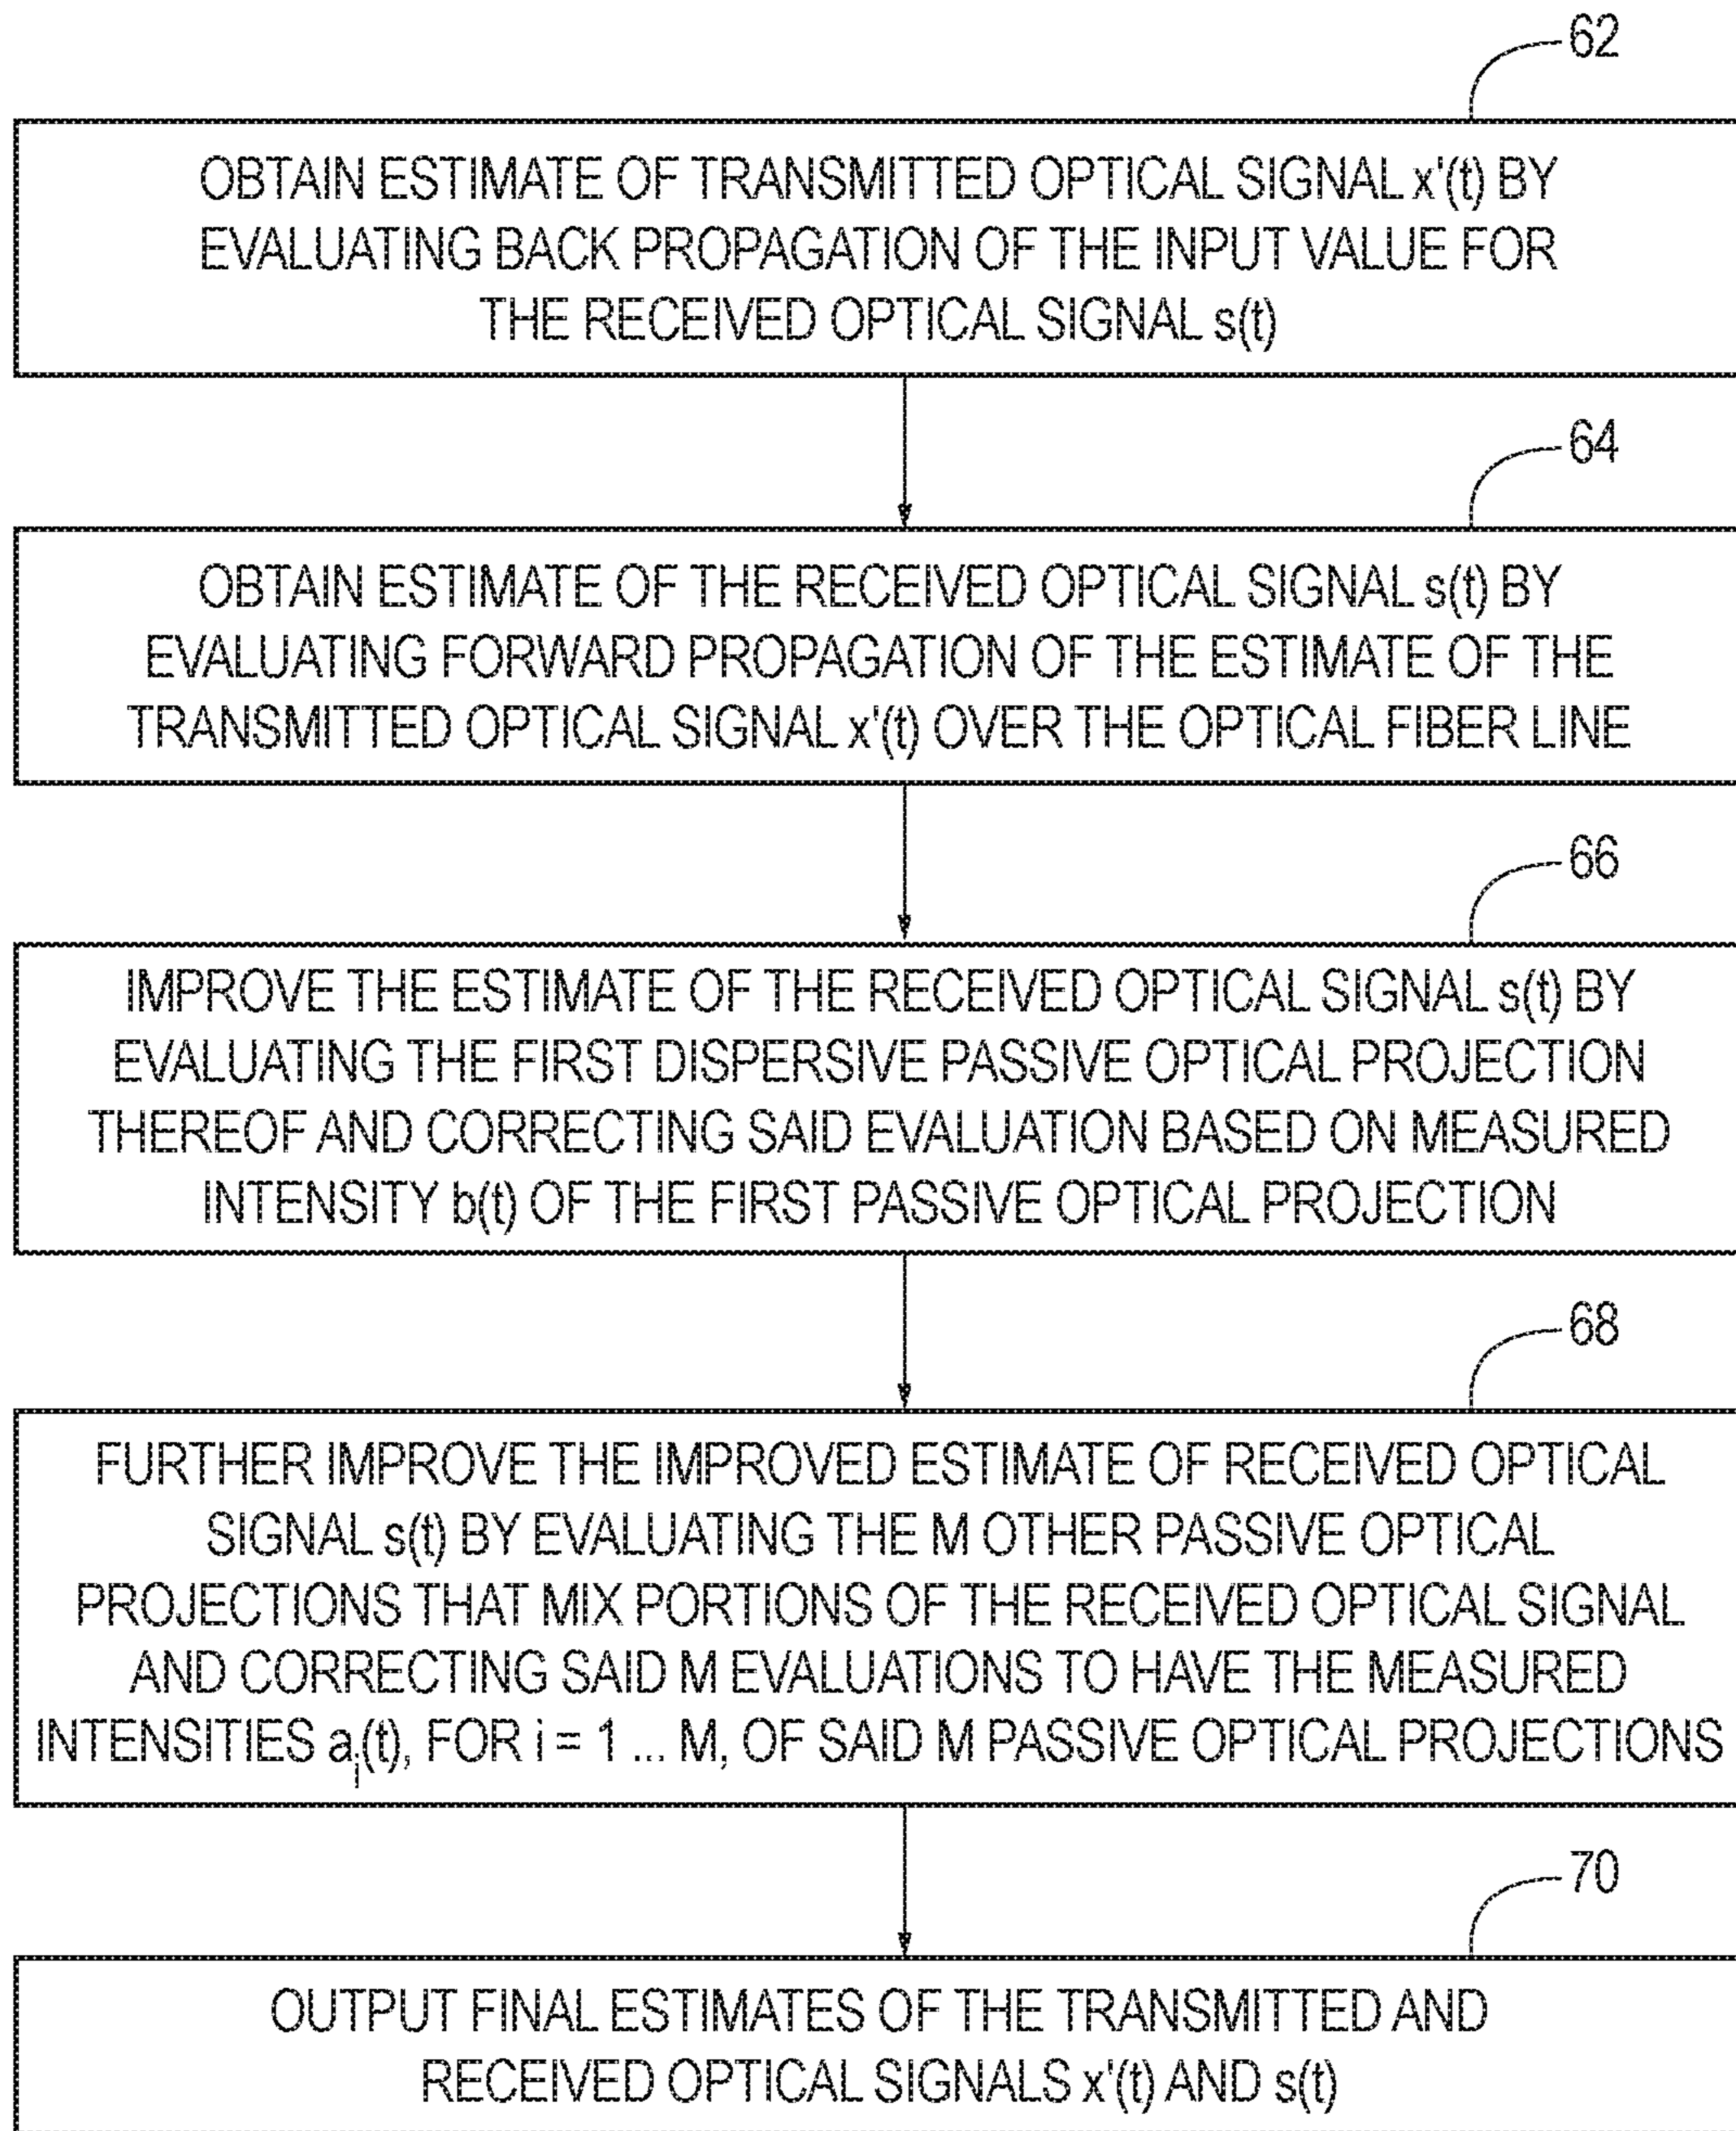 62
OBTAIN ESTIMATE OF TRANSMITTED OPTICAL SIGNAL x'(t) BY
EVALUATING BACK PROPAGATION OF THE INPUT VALUE FOR
THE RECEIVED OPTICAL SIGNAL s(t)
64
OBTAIN ESTIMATE OF THE RECEIVED OPTICAL SIGNAL s(t) BY
EVALUATING FORWARD PROPAGATION OF THE ESTIMATE OF THE
TRANSMITTED OPTICAL SIGNAL x'(t) OVER THE OPTICAL FIBER LINE
66
IMPROVE THE ESTIMATE OF THE RECEIVED OPTICAL SIGNAL s(t) BY
EVALUATING THE FIRST DISPERSIVE PASSIVE OPTICAL PROJECTION
THEREOF AND CORRECTING SAID EVALUATION BASED ON MEASURED
INTENSITY b(t) OF THE FIRST PASSIVE OPTICAL PROJECTION
68
FURTHER IMPROVE THE IMPROVED ESTIMATE OF RECEIVED OPTICAL
SIGNAL s(t) BY EVALUATING THE M OTHER PASSIVE OPTICAL
PROJECTIONS THAT MIX PORTIONS OF THE RECEIVED OPTICAL SIGNAL
AND CORRECTING SAID M EVALUATIONS TO HAVE THE MEASURED
INTENSITIES aᵢ(t), FOR i = 1 ... M, OF SAID M PASSIVE OPTICAL PROJECTIONS
70
OUTPUT FINAL ESTIMATES OF THE TRANSMITTED AND
RECEIVED OPTICAL SIGNALS x'(t) AND s(t)